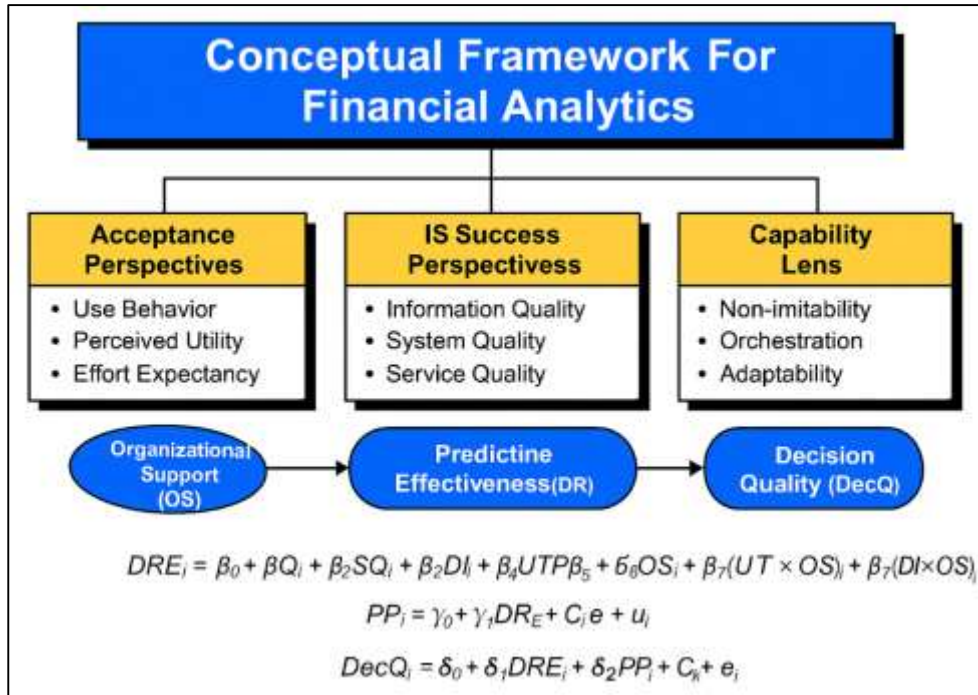 Conceptual Framework For
Financial Analytics
Acceptance
Perspectives
• Use Behavior
• Perceived Utility
• Effort Expectancy
IS Success
Perspectivess
• Information Quality
• System Quality
• Service Quality
Capability
Lens
• Non-imitability
• Orchestration
• Adaptability
Organizational
Support
(OS)
Predictine
Effectiveness(DR)
Decision
Quality (DecQ)
DREᵢ = β₀ + βQᵢ + β₂SQᵢ + β₂DIᵢ + β₄UTPβ₅ + б₆OSᵢ + β₇(UT × OS)ᵢ + β₇(DI×OS)ᵢ
PPᵢ = γ₀ + γ₁DR_E + Cᵢ e + uᵢ
DecQᵢ = δ₀ + δ₁DREᵢ + δ₂PPᵢ + Cₖ + eᵢ